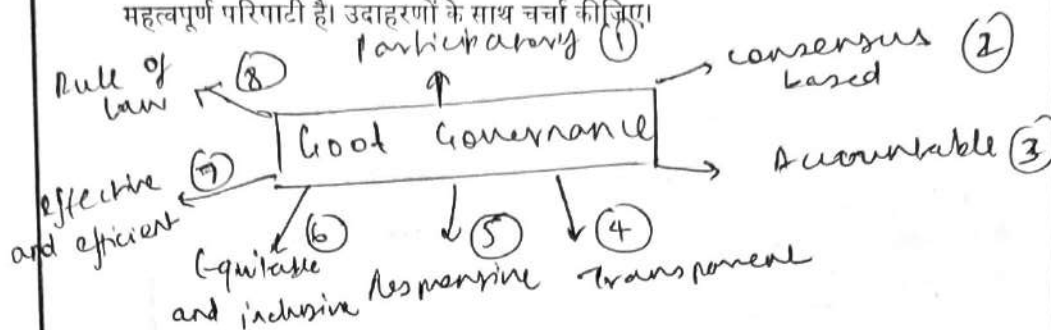 महत्वपूर्ण परिपाटी है। उदाहरणों के साथ चर्चा कीजिए।
Participatory ①
consensus based ②
Accountable ③
Transparent ④
Responsive ⑤
Equitable and inclusive ⑥
effective and efficient ⑦
Rule of law ⑧
Good Governance